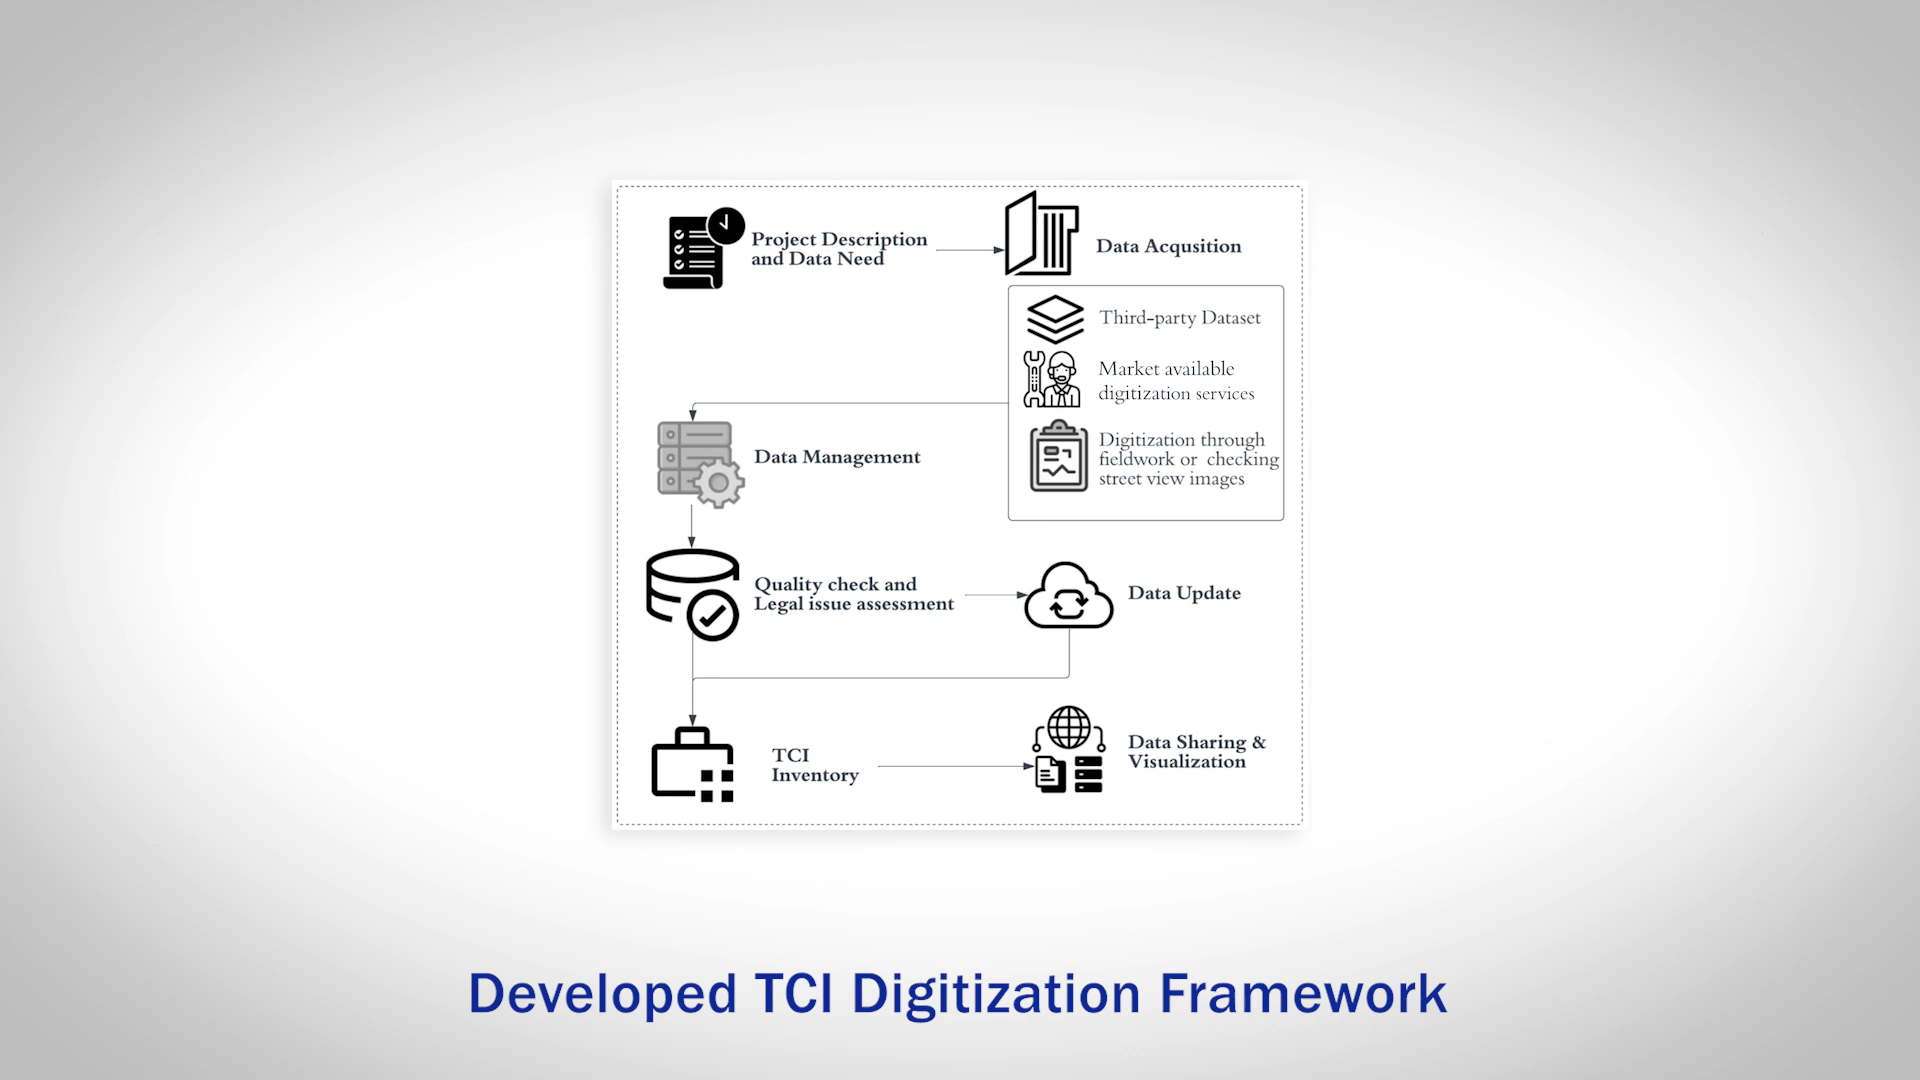 Project Description
and Data Need
Data Acqusition
Third-party Dataset
Market available
digitization services
Digitization through
fieldwork or checking
street view images
Data Management
Quality check and
Legal issue assessment
Data Update
TCI
Inventory
Data Sharing &
Visualization
Developed TCI Digitization Framework